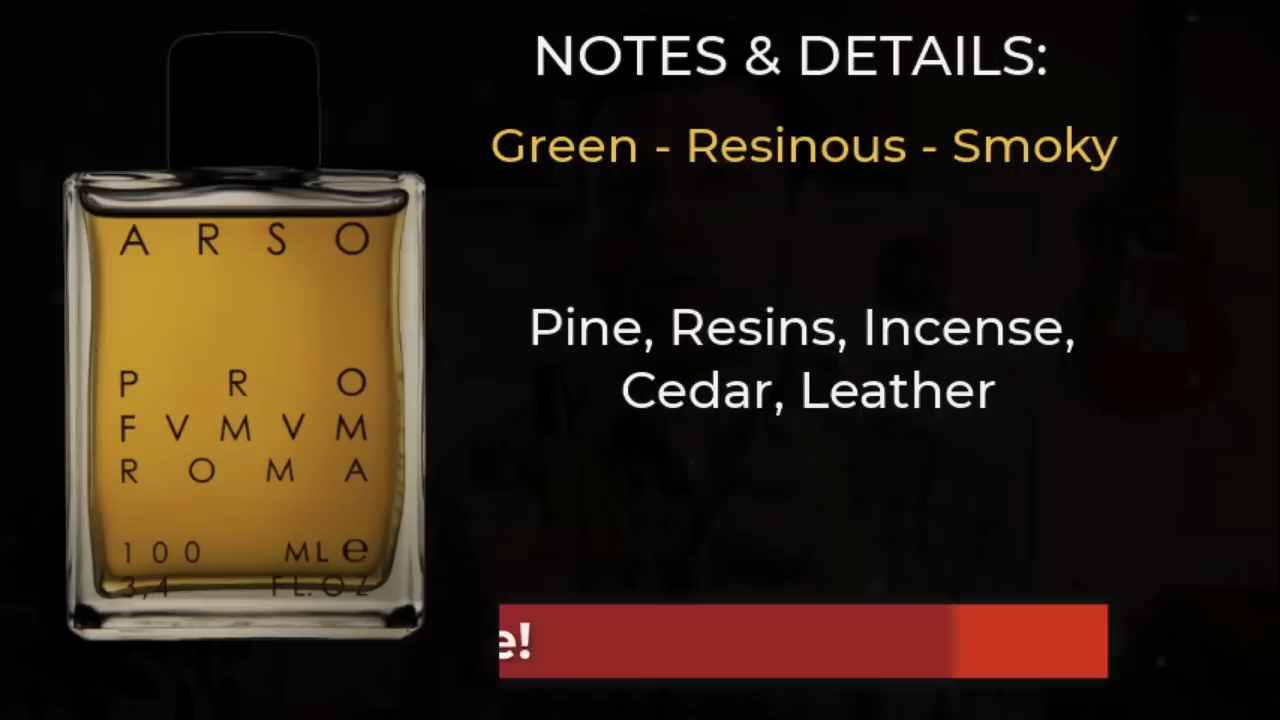 NOTES & DETAILS:
Green - Resinous - Smoky
ARSO
PRO
FVMVM
ROMA
100 ML e
3,4 FL.OZ
Pine, Resins, Incense,
Cedar, Leather
e!